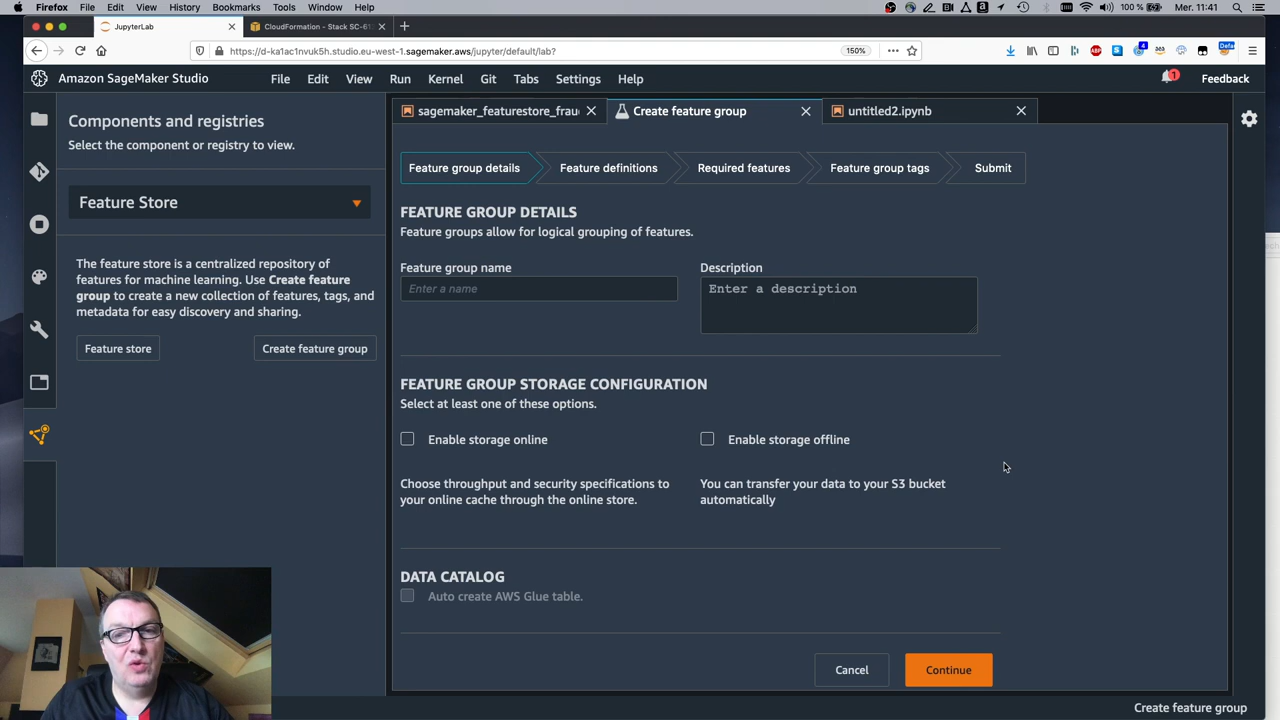 Firefox File Edit View History Bookmarks Tools Window Help
100 % Mer. 11:41
JupyterLab
CloudFormation - Stack SC-61
https://d-ka1ac1nvuk5h.studio.eu-west-1.sagemaker.aws/jupyter/default/lab?
150%
Amazon SageMaker Studio File Edit View Run Kernel Git Tabs Settings Help 1 Feedback
Components and registries
Select the component or registry to view.
Feature Store
The feature store is a centralized repository of
features for machine learning. Use Create feature
group to create a new collection of features, tags, and
metadata for easy discovery and sharing.
Feature store Create feature group
sagemaker_featurestore_frau Create feature group untitled2.ipynb
Feature group details Feature definitions Required features Feature group tags Submit
FEATURE GROUP DETAILS
Feature groups allow for logical grouping of features.
Feature group name Description
Enter a name Enter a description
FEATURE GROUP STORAGE CONFIGURATION
Select at least one of these options.
Enable storage online Enable storage offline
Choose throughput and security specifications to
your online cache through the online store.
You can transfer your data to your S3 bucket
automatically
DATA CATALOG
Auto create AWS Glue table.
Cancel Continue
Create feature group